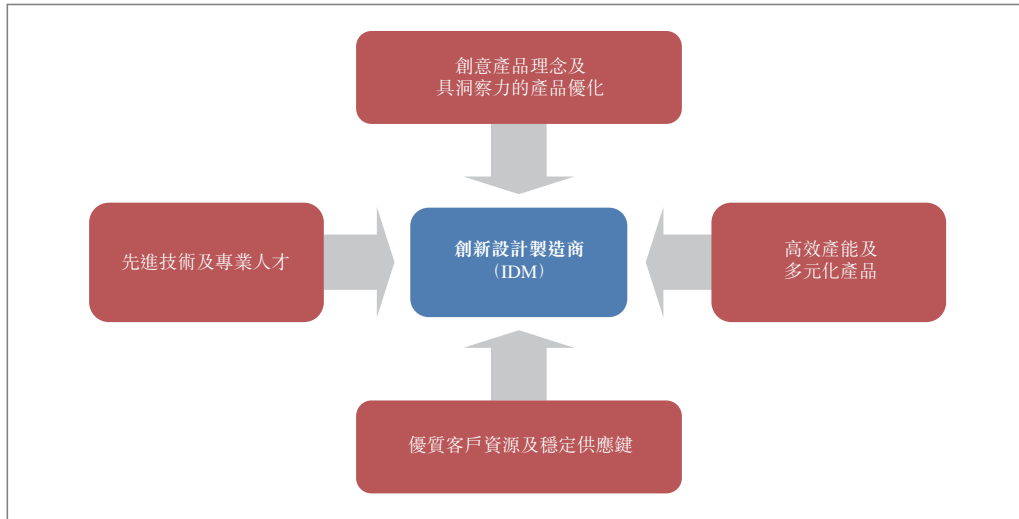 創意產品理念及
具洞察力的產品優化
先進技術及專業人才
創新設計製造商
（IDM）
高效產能及
多元化產品
優質客戶資源及穩定供應鍵